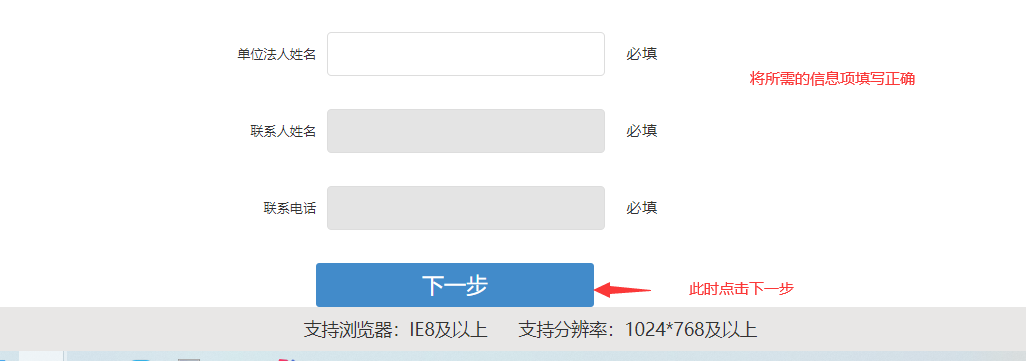 单位法人姓名 必填
将所需的信息项填写正确
联系人姓名 必填
联系电话 必填
下一步
此时点击下一步
支持浏览器：IE8及以上 支持分辨率：1024*768及以上